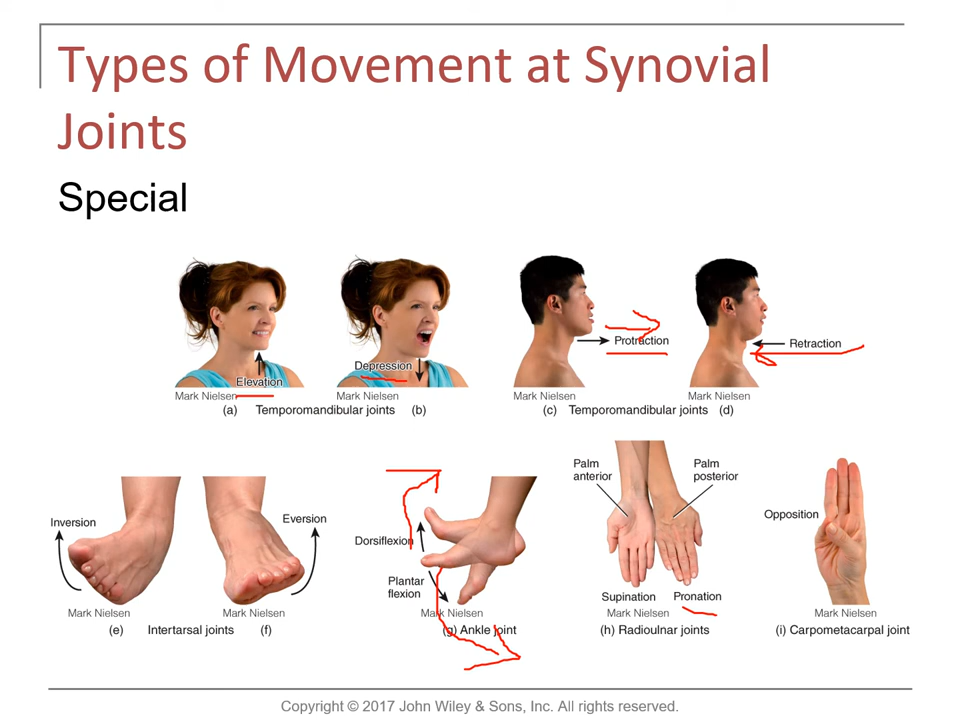 Types of Movement at Synovial
Joints
Special
Elevation
Mark Nielsen
Depression
Mark Nielsen
Protraction
Mark Nielsen
Retraction
Mark Nielsen
(a) Temporomandibular joints (b)
(c) Temporomandibular joints (d)
Inversion
Mark Nielsen
Eversion
Mark Nielsen
(e) Intertarsal joints (f)
Dorsiflexion
Plantar
flexion
Mark Nielsen
(g) Ankle joint
Palm
anterior
Palm
posterior
Supination
Pronation
Mark Nielsen
(h) Radioulnar joints
Opposition
Mark Nielsen
(i) Carpometacarpal joint
Copyright © 2017 John Wiley & Sons, Inc. All rights reserved.